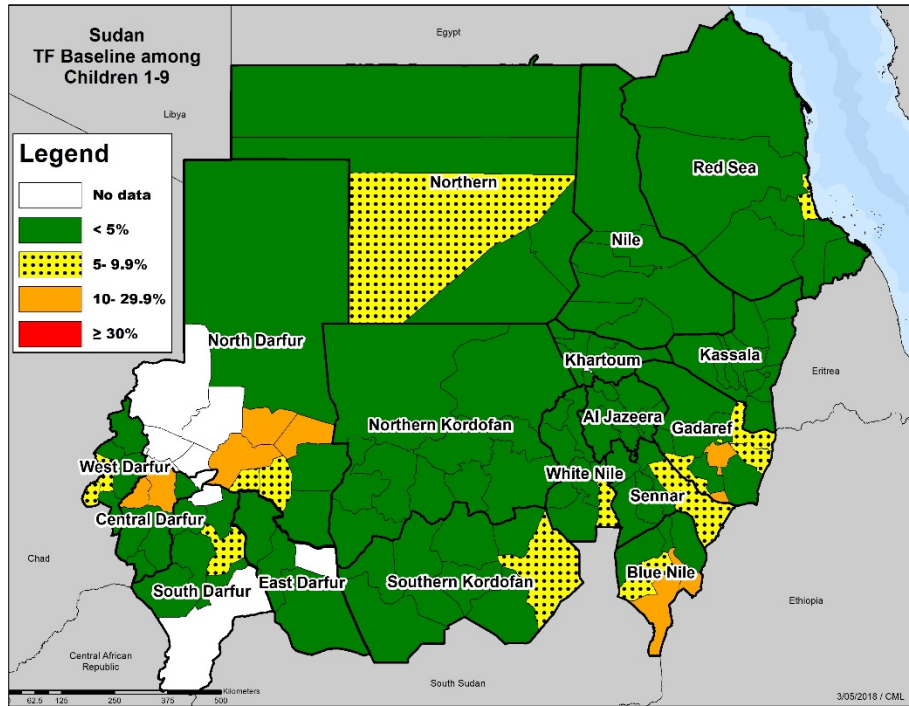 Sudan
TF Baseline among
Children 1-9
Egypt
Libya
Legend
No data
< 5%
5- 9.9%
10- 29.9%
≥ 30%
Northern
Red Sea
Nile
North Darfur
Khartoum
Kassala
Eritrea
Northern Kordofan
Al Jazeera
Gadaref
West Darfur
White Nile
Sennar
Central Darfur
Chad
South Darfur
East Darfur
Southern Kordofan
Blue Nile
Ethiopia
Central African
Republic
South Sudan
Kilometers
0 62.5 125 250 375 500
3/05/2018 / CML